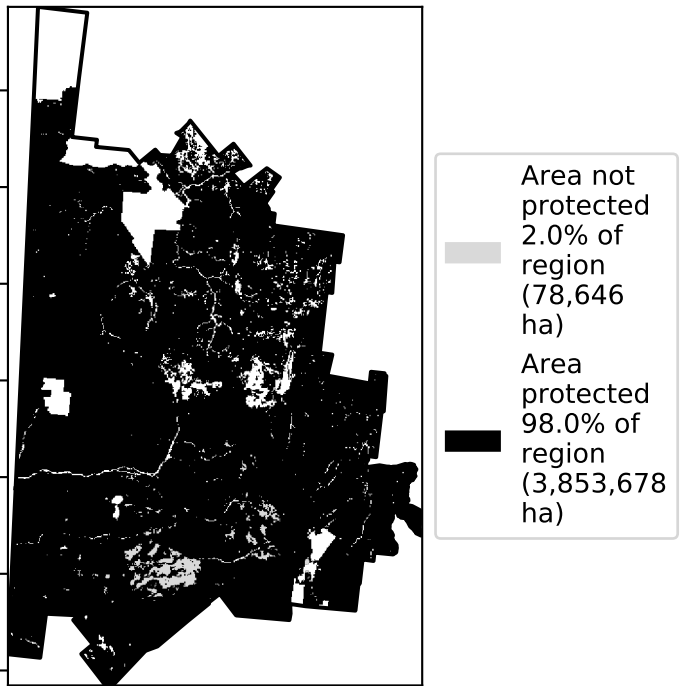 Area not
protected
2.0% of
region
(78,646
ha)
Area
protected
98.0% of
region
(3,853,678
ha)